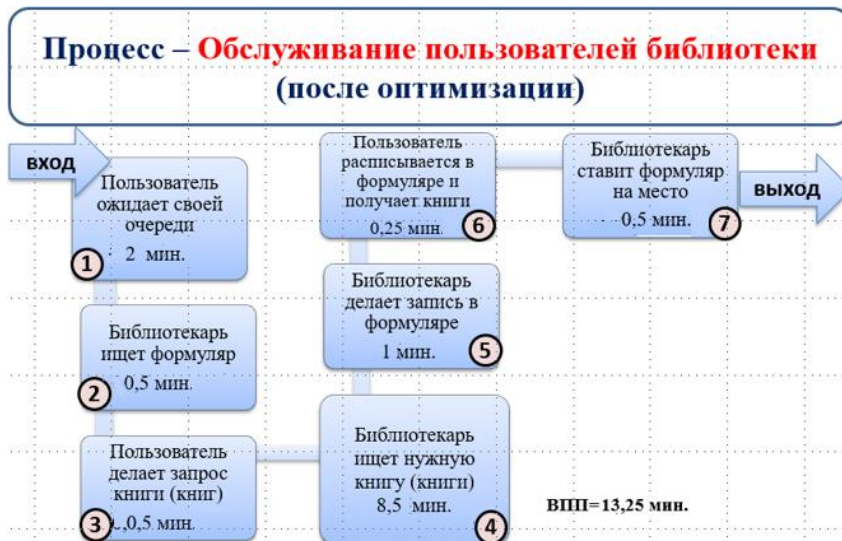 Процесс – Обслуживание пользователей библиотеки
(после оптимизации)
вход
Пользователь
ожидает своей
очереди
2 мин.
1
Библиотекарь
ищет формуляр
0,5 мин.
2
Пользователь
делает запрос
книги (книг)
0,5 мин.
3
Библиотекарь
ищет нужную
книгу (книги)
8,5 мин.
4
Библиотекарь
делает запись в
формуляре
1 мин.
5
Пользователь
расписывается в
формуляре и
получает книги
0,25 мин.
6
Библиотекарь
ставит формуляр
на место
0,5 мин.
7
выход
ВПП=13,25 мин.